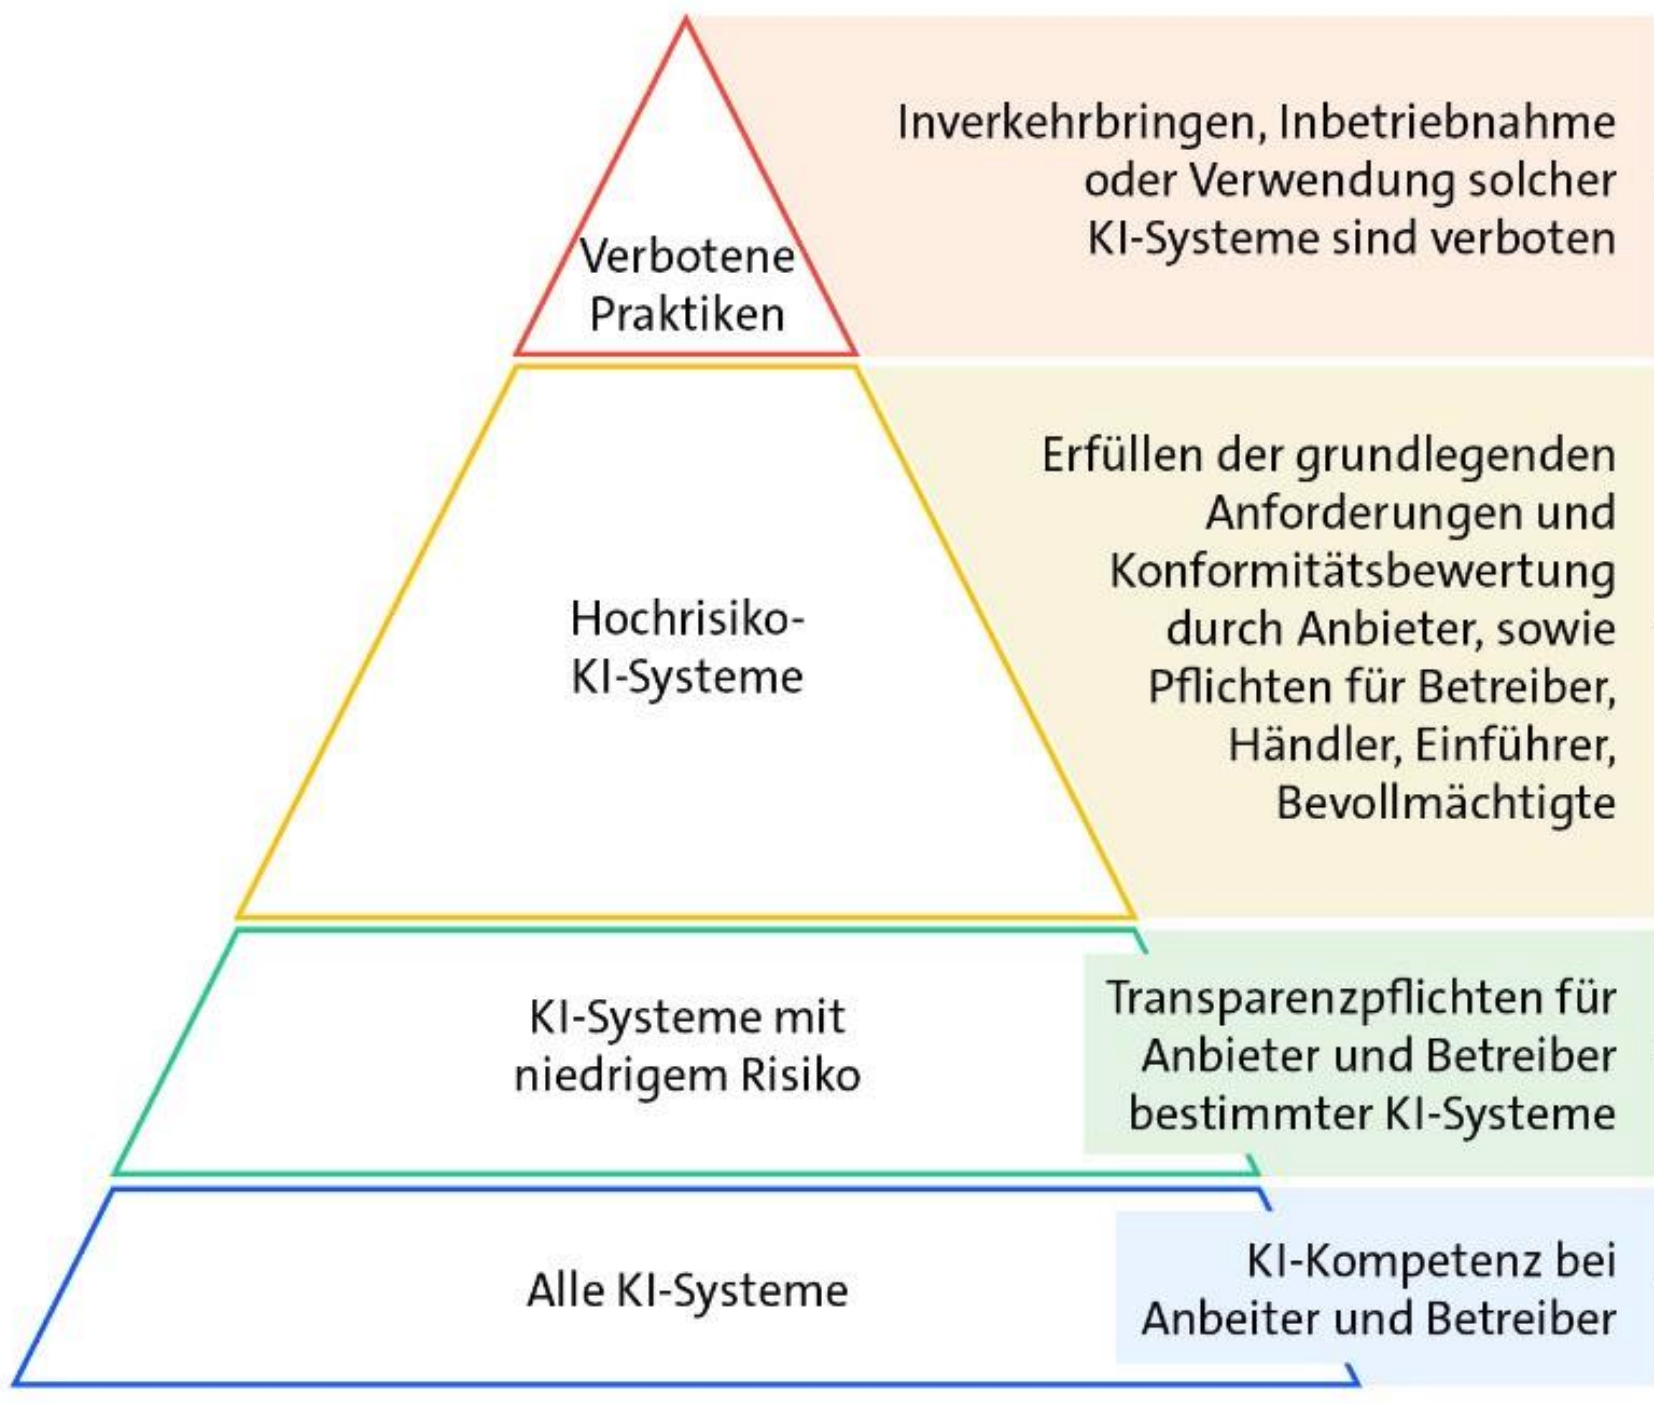 Inverkehrbringen, Inbetriebnahme
oder Verwendung solcher
KI-Systeme sind verboten
Verbotene
Praktiken
Erfüllen der grundlegenden
Anforderungen und
Konformitätsbewertung
durch Anbieter, sowie
Pflichten für Betreiber,
Händler, Einführer,
Bevollmächtigte
Hochrisiko-
KI-Systeme
KI-Systeme mit
niedrigem Risiko
Transparenzpflichten für
Anbieter und Betreiber
bestimmter KI-Systeme
Alle KI-Systeme
KI-Kompetenz bei
Anbeiter und Betreiber